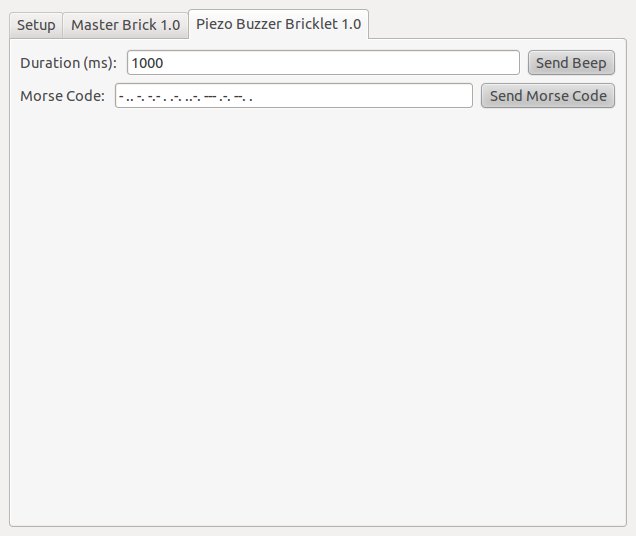 Setup Master Brick 1.0 Piezo Buzzer Bricklet 1.0
Duration (ms): 1000 Send Beep
Morse Code: - .. -. -.- . .-. ..-. --- .-. --. . Send Morse Code